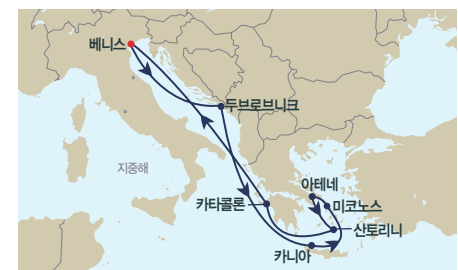 베니스
두브로브니크
지중해
아테네
카타콜론
미코노스
산토리니
카니아